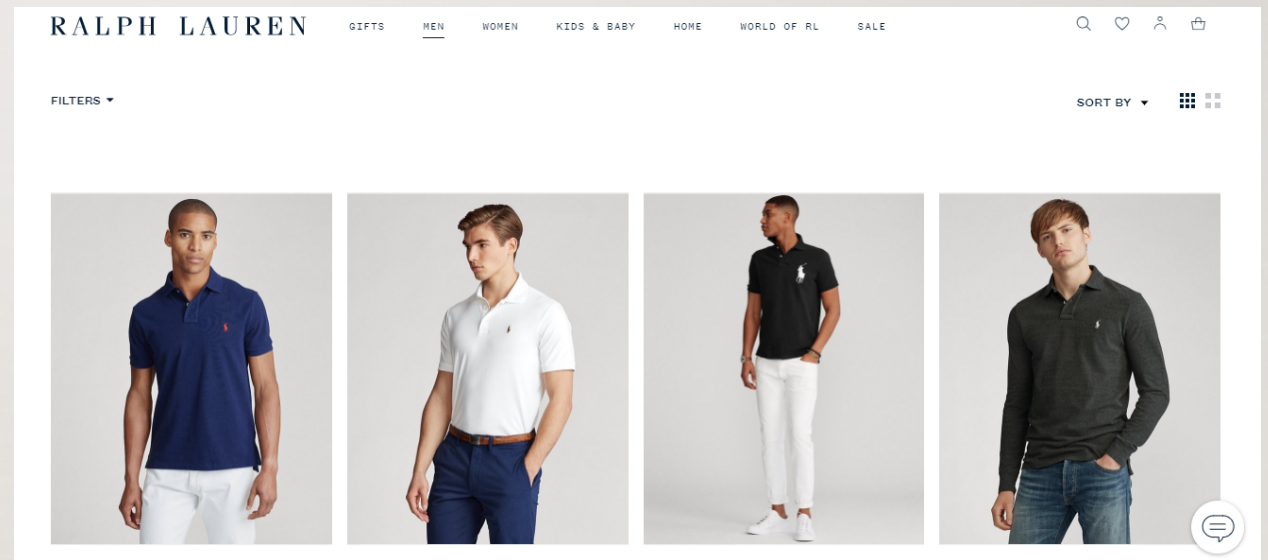 RALPH LAUREN GIFTS MEN WOMEN KIDS & BABY HOME WORLD OF RL SALE
FILTERS SORT BY